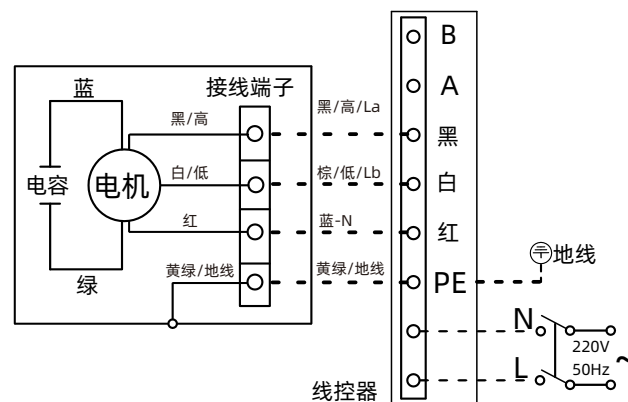 B
接线端子
蓝
A
黑/高
黑/高/La
黑
电容
电机
白/低
棕/低/Lb
白
红
蓝-N
红
黄绿/地线
黄绿/地线
PE
地线
绿
N
220V
50Hz
~
L
线控器